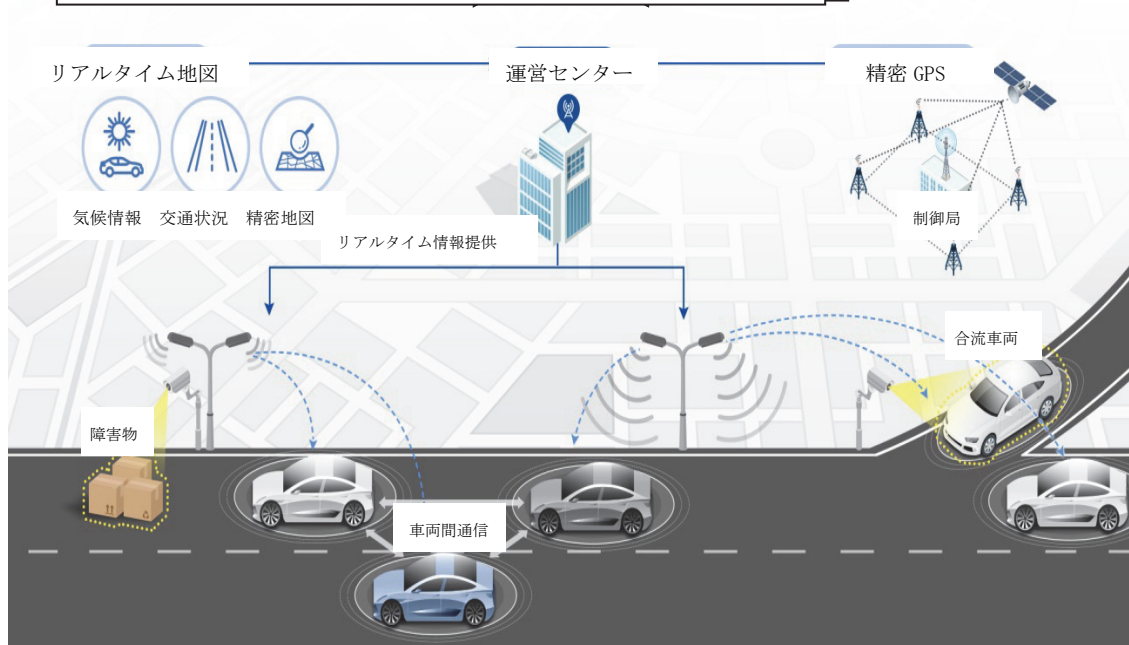 リアルタイム地図
運営センター
精密 GPS
気候情報 交通状況 精密地図
制御局
リアルタイム情報提供
合流車両
障害物
車両間通信